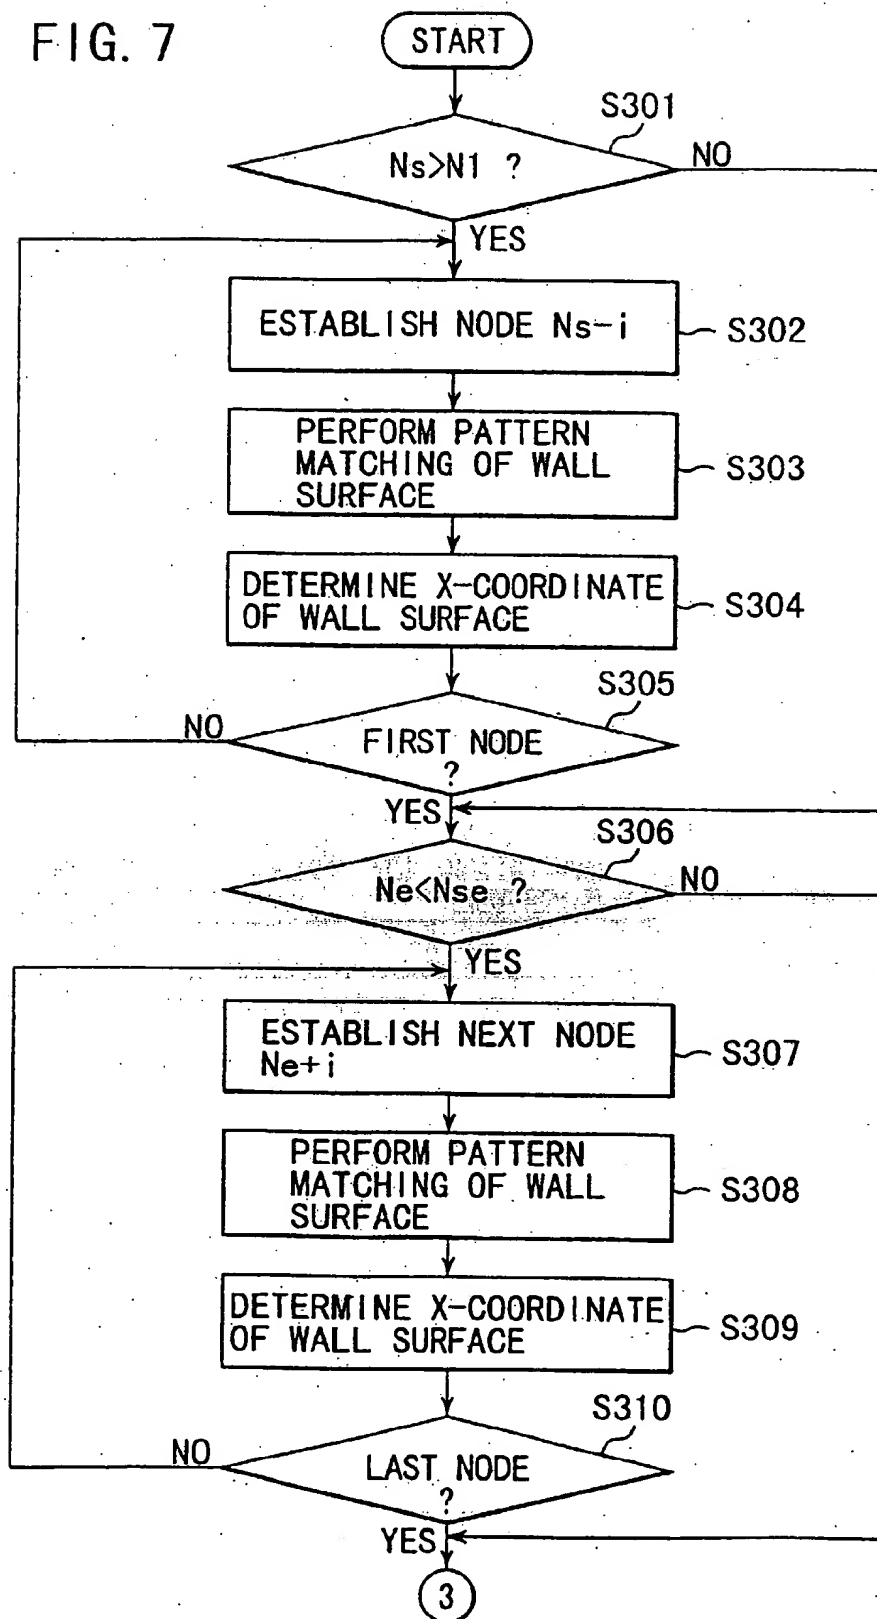 FIG. 7
START
S301
Ns>N1 ?
NO
YES
ESTABLISH NODE Ns-i
S302
PERFORM PATTERN
MATCHING OF WALL
SURFACE
S303
DETERMINE X-COORDINATE
OF WALL SURFACE
S304
S305
NO
FIRST NODE
?
YES
S306
Ne<Nse ?
NO
YES
ESTABLISH NEXT NODE
Ne+i
S307
PERFORM PATTERN
MATCHING OF WALL
SURFACE
S308
DETERMINE X-COORDINATE
OF WALL SURFACE
S309
S310
NO
LAST NODE
?
YES
3